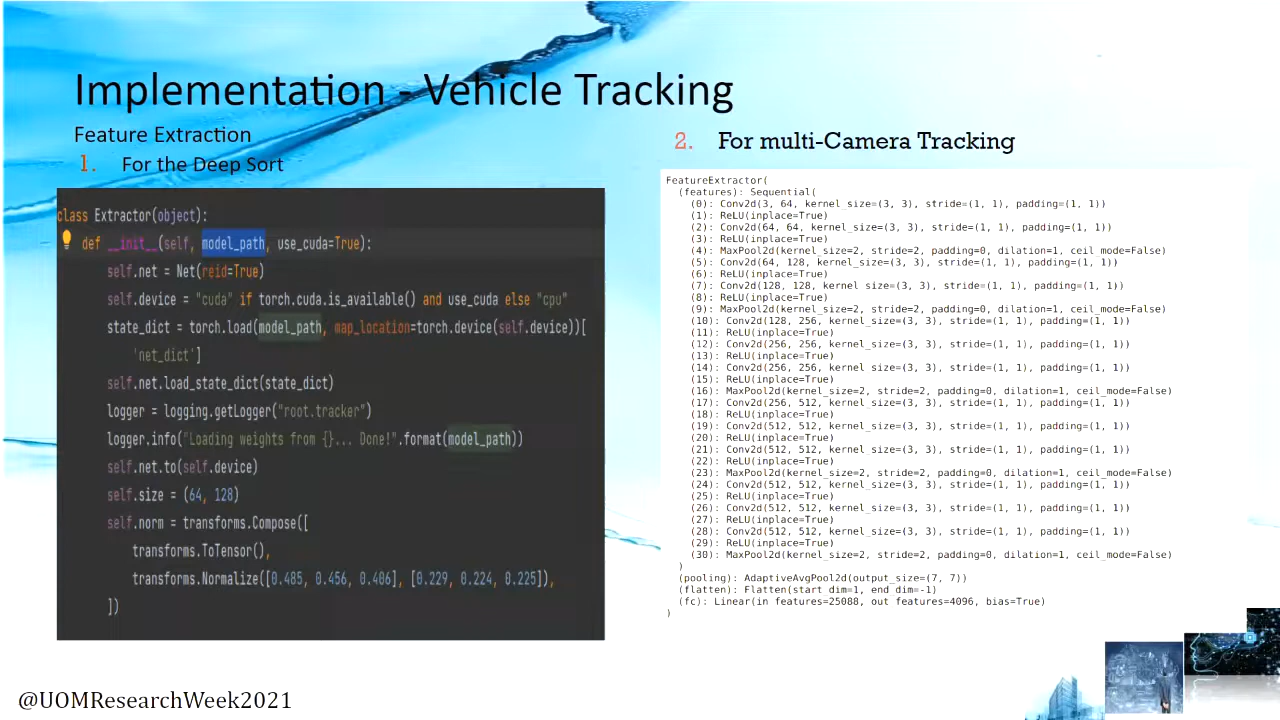 Implementation - Vehicle Tracking
Feature Extraction
1. For the Deep Sort
class Extractor(object):
def __init__(self, model_path, use_cuda=True):
self.net = Net(reid=True)
self.device = "cuda" if torch.cuda.is_available() and use_cuda else "cpu"
state_dict = torch.load(model_path, map_location=torch.device(self.device))[
'net_dict']
self.net.load_state_dict(state_dict)
logger = logging.getLogger("root.tracker")
logger.info("Loading weights from {}... Done!".format(model_path))
self.net.to(self.device)
self.size = (64, 128)
self.norm = transforms.Compose([
transforms.ToTensor(),
transforms.Normalize([0.485, 0.456, 0.406], [0.229, 0.224, 0.225]),
])
2. For multi-Camera Tracking
FeatureExtractor(
(features): Sequential(
(0): Conv2d(3, 64, kernel_size=(3, 3), stride=(1, 1), padding=(1, 1))
(1): ReLU(inplace=True)
(2): Conv2d(64, 64, kernel_size=(3, 3), stride=(1, 1), padding=(1, 1))
(3): ReLU(inplace=True)
(4): MaxPool2d(kernel_size=2, stride=2, padding=0, dilation=1, ceil_mode=False)
(5): Conv2d(64, 128, kernel_size=(3, 3), stride=(1, 1), padding=(1, 1))
(6): ReLU(inplace=True)
(7): Conv2d(128, 128, kernel_size=(3, 3), stride=(1, 1), padding=(1, 1))
(8): ReLU(inplace=True)
(9): MaxPool2d(kernel_size=2, stride=2, padding=0, dilation=1, ceil_mode=False)
(10): Conv2d(128, 256, kernel_size=(3, 3), stride=(1, 1), padding=(1, 1))
(11): ReLU(inplace=True)
(12): Conv2d(256, 256, kernel_size=(3, 3), stride=(1, 1), padding=(1, 1))
(13): ReLU(inplace=True)
(14): Conv2d(256, 256, kernel_size=(3, 3), stride=(1, 1), padding=(1, 1))
(15): ReLU(inplace=True)
(16): MaxPool2d(kernel_size=2, stride=2, padding=0, dilation=1, ceil_mode=False)
(17): Conv2d(256, 512, kernel_size=(3, 3), stride=(1, 1), padding=(1, 1))
(18): ReLU(inplace=True)
(19): Conv2d(512, 512, kernel_size=(3, 3), stride=(1, 1), padding=(1, 1))
(20): ReLU(inplace=True)
(21): Conv2d(512, 512, kernel_size=(3, 3), stride=(1, 1), padding=(1, 1))
(22): ReLU(inplace=True)
(23): MaxPool2d(kernel_size=2, stride=2, padding=0, dilation=1, ceil_mode=False)
(24): Conv2d(512, 512, kernel_size=(3, 3), stride=(1, 1), padding=(1, 1))
(25): ReLU(inplace=True)
(26): Conv2d(512, 512, kernel_size=(3, 3), stride=(1, 1), padding=(1, 1))
(27): ReLU(inplace=True)
(28): Conv2d(512, 512, kernel_size=(3, 3), stride=(1, 1), padding=(1, 1))
(29): ReLU(inplace=True)
(30): MaxPool2d(kernel_size=2, stride=2, padding=0, dilation=1, ceil_mode=False)
)
(pooling): AdaptiveAvgPool2d(output_size=(7, 7))
(flatten): Flatten(start_dim=1, end_dim=-1)
(fc): Linear(in_features=25088, out_features=4096, bias=True)
)
@UOMResearchWeek2021